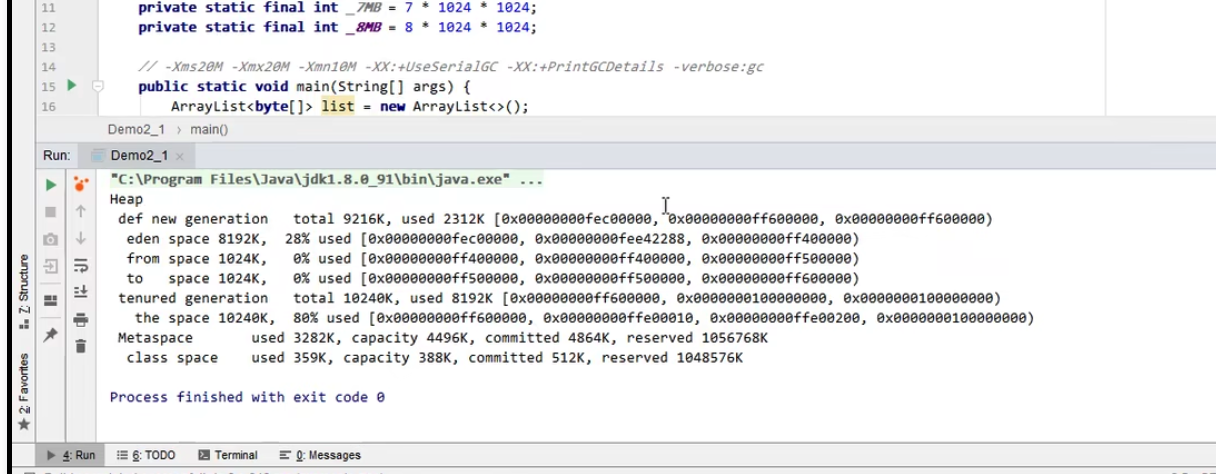 11 private static final int _7MB = 7 * 1024 * 1024;
12 private static final int _8MB = 8 * 1024 * 1024;
13
14 // -Xms20M -Xmx20M -Xmn10M -XX:+UseSerialGC -XX:+PrintGCDetails -verbose:gc
15 public static void main(String[] args) {
16 ArrayList<byte[]> list = new ArrayList<>();
Demo2_1 › main()
Run: Demo2_1 ×
"C:\Program Files\Java\jdk1.8.0_91\bin\java.exe" ...
Heap
def new generation total 9216K, used 2312K [0x00000000fec00000, 0x00000000ff600000, 0x00000000ff600000)
eden space 8192K, 28% used [0x00000000fec00000, 0x00000000fee42288, 0x00000000ff400000)
from space 1024K, 0% used [0x00000000ff400000, 0x00000000ff400000, 0x00000000ff500000)
to space 1024K, 0% used [0x00000000ff500000, 0x00000000ff500000, 0x00000000ff600000)
tenured generation total 10240K, used 8192K [0x00000000ff600000, 0x0000000100000000, 0x0000000100000000)
the space 10240K, 80% used [0x00000000ff600000, 0x00000000ffe00010, 0x00000000ffe00200, 0x0000000100000000)
Metaspace used 3282K, capacity 4496K, committed 4864K, reserved 1056768K
class space used 359K, capacity 388K, committed 512K, reserved 1048576K
Process finished with exit code 0
Z: Structure
2: Favorites
4: Run 6: TODO Terminal 0: Messages